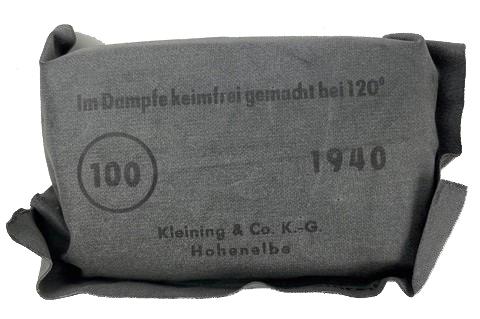 Im Dampfe keimfrei gemacht bei 120°
100
1940
Kleining & Co. K.-G.
Hohenelbe